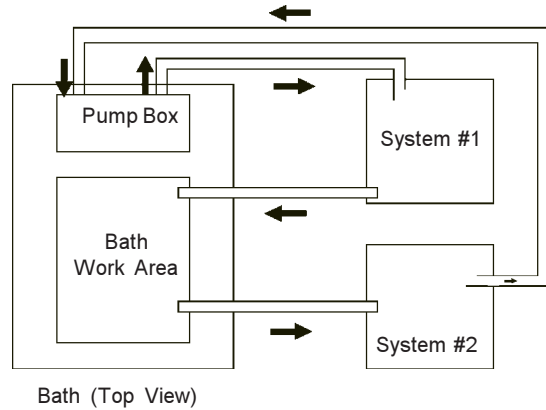 Pump Box
System #1
Bath
Work Area
System #2
Bath (Top View)